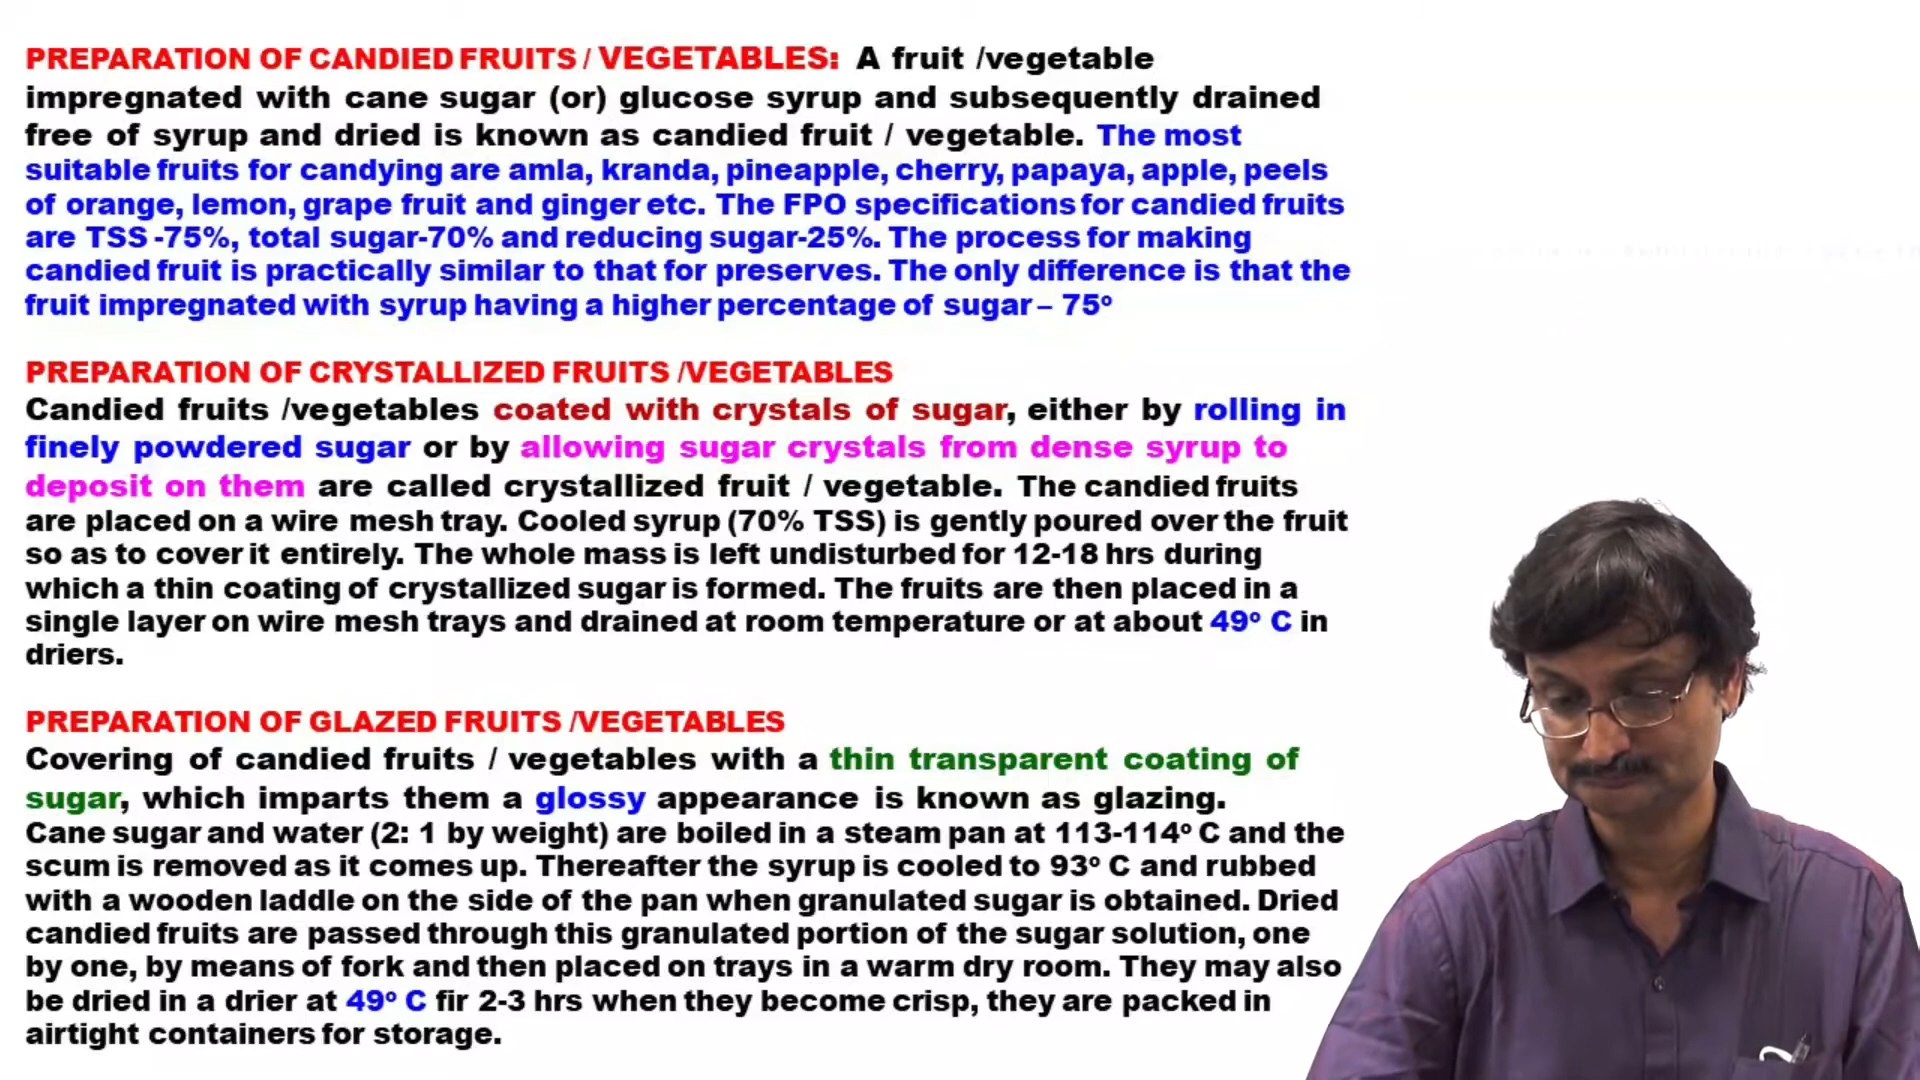 PREPARATION OF CANDIED FRUITS / VEGETABLES: A fruit /vegetable
impregnated with cane sugar (or) glucose syrup and subsequently drained
free of syrup and dried is known as candied fruit / vegetable. The most
suitable fruits for candying are amla, kranda, pineapple, cherry, papaya, apple, peels
of orange, lemon, grape fruit and ginger etc. The FPO specifications for candied fruits
are TSS -75%, total sugar-70% and reducing sugar-25%. The process for making
candied fruit is practically similar to that for preserves. The only difference is that the
fruit impregnated with syrup having a higher percentage of sugar – 75º
PREPARATION OF CRYSTALLIZED FRUITS /VEGETABLES
Candied fruits /vegetables coated with crystals of sugar, either by rolling in
finely powdered sugar or by allowing sugar crystals from dense syrup to
deposit on them are called crystallized fruit / vegetable. The candied fruits
are placed on a wire mesh tray. Cooled syrup (70% TSS) is gently poured over the fruit
so as to cover it entirely. The whole mass is left undisturbed for 12-18 hrs during
which a thin coating of crystallized sugar is formed. The fruits are then placed in a
single layer on wire mesh trays and drained at room temperature or at about 49º C in
driers.
PREPARATION OF GLAZED FRUITS /VEGETABLES
Covering of candied fruits / vegetables with a thin transparent coating of
sugar, which imparts them a glossy appearance is known as glazing.
Cane sugar and water (2: 1 by weight) are boiled in a steam pan at 113-114º C and the
scum is removed as it comes up. Thereafter the syrup is cooled to 93º C and rubbed
with a wooden laddle on the side of the pan when granulated sugar is obtained. Dried
candied fruits are passed through this granulated portion of the sugar solution, one
by one, by means of fork and then placed on trays in a warm dry room. They may also
be dried in a drier at 49º C fir 2-3 hrs when they become crisp, they are packed in
airtight containers for storage.